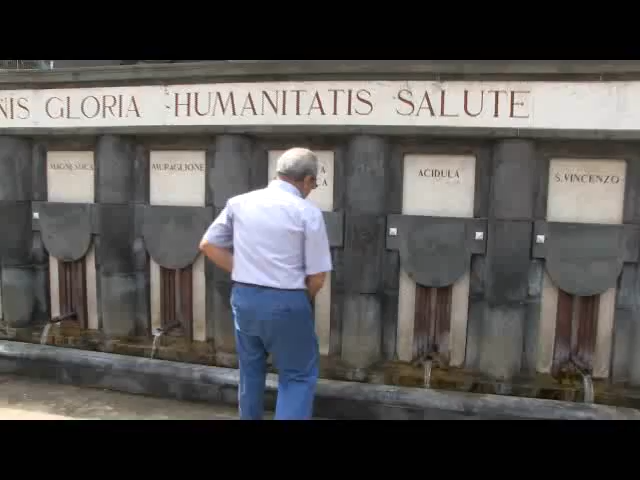 NIS GLORIA HUMANITATIS SALUTE
MAGNESIACA
MURAGLIONE
ACIDULA
S. VINCENZO